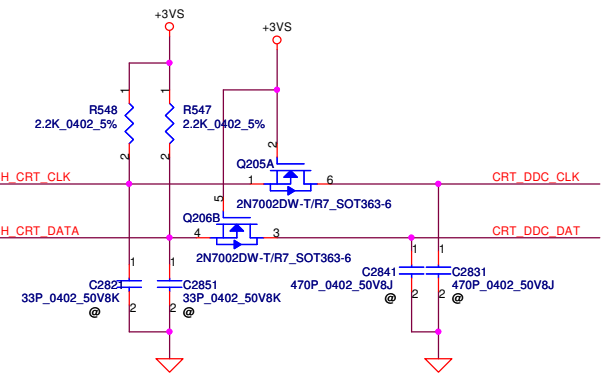 +3VS
+3VS
1
1
R548
2.2K_0402_5%
R547
2.2K_0402_5%
2
2
2
Q205A
H_CRT_CLK
1
6
CRT_DDC_CLK
2N7002DW-T/R7_SOT363-6
5
Q206B
H_CRT_DATA
4
3
CRT_DDC_DAT
2N7002DW-T/R7_SOT363-6
1
1
1
1
C2821
33P_0402_50V8K
@
C2851
33P_0402_50V8K
@
C2841
470P_0402_50V8J
@
C2831
470P_0402_50V8J
@
2
2
2
2